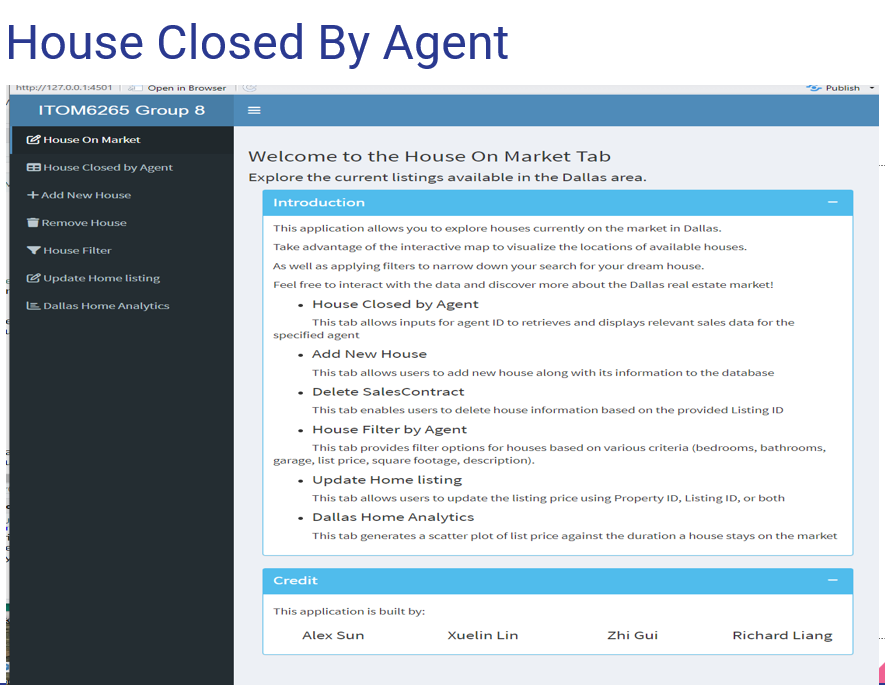 House Closed By Agent
http://127.0.0.1:4501 Open in Browser Publish
ITOM6265 Group 8
House On Market
House Closed by Agent
Add New House
Remove House
House Filter
Update Home listing
Dallas Home Analytics
Welcome to the House On Market Tab
Explore the current listings available in the Dallas area.
Introduction
This application allows you to explore houses currently on the market in Dallas.
Take advantage of the interactive map to visualize the locations of available houses.
As well as applying filters to narrow down your search for your dream house.
Feel free to interact with the data and discover more about the Dallas real estate market!
• House Closed by Agent
This tab allows inputs for agent ID to retrieves and displays relevant sales data for the
specified agent
• Add New House
This tab allows users to add new house along with its information to the database
• Delete SalesContract
This tab enables users to delete house information based on the provided Listing ID
• House Filter by Agent
This tab provides filter options for houses based on various criteria (bedrooms, bathrooms,
garage, list price, square footage, description).
• Update Home listing
This tab allows users to update the listing price using Property ID, Listing ID, or both
• Dallas Home Analytics
This tab generates a scatter plot of list price against the duration a house stays on the market
Credit
This application is built by:
Alex Sun Xuelin Lin Zhi Gui Richard Liang